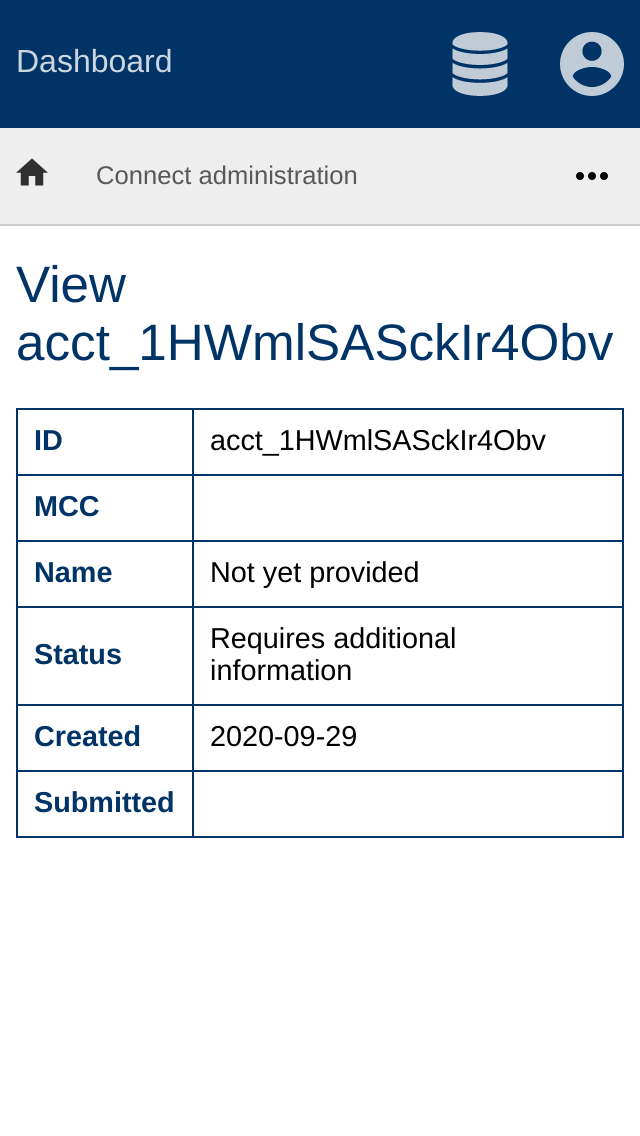 Dashboard
Connect administration
View
acct_1HWmlSASckIr4Obv
ID acct_1HWmlSASckIr4Obv
MCC
Name Not yet provided
Status Requires additional
information
Created 2020-09-29
Submitted